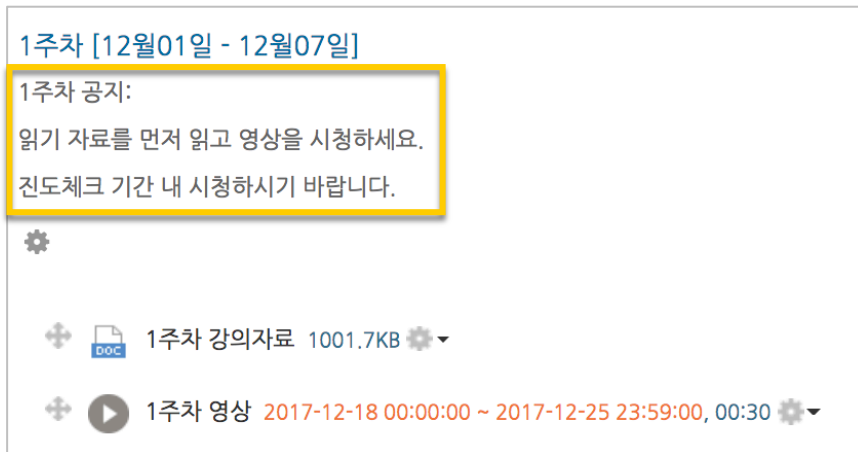 1주차 [12월01일 - 12월07일]
1주차 공지:
읽기 자료를 먼저 읽고 영상을 시청하세요.
진도체크 기간 내 시청하시기 바랍니다.
DOC 1주차 강의자료 1001.7KB
1주차 영상 2017-12-18 00:00:00 ~ 2017-12-25 23:59:00, 00:30